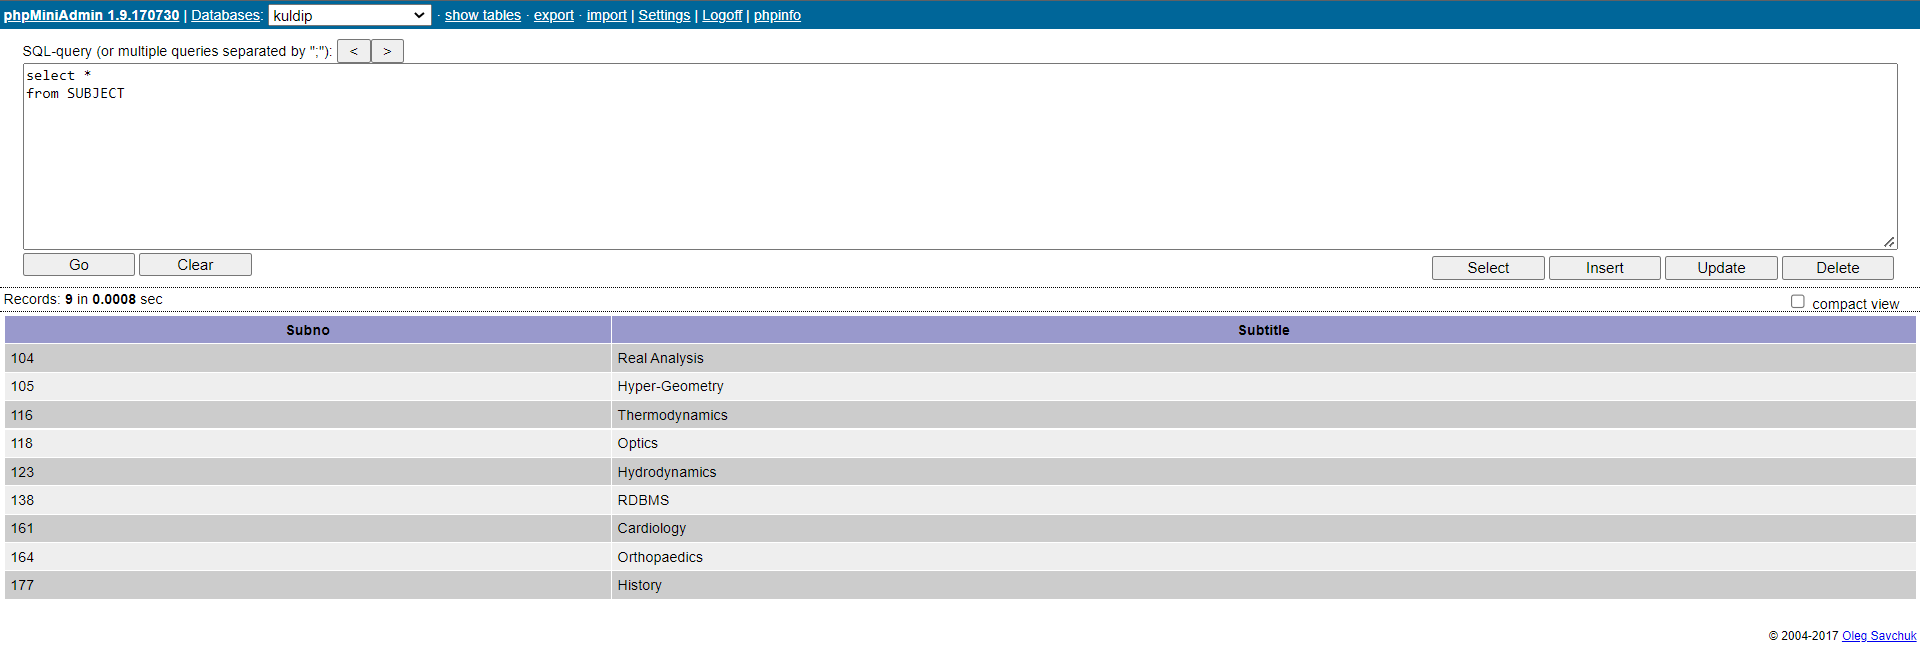 phpMiniAdmin 1.9.170730 | Databases: kuldip · show tables · export · import | Settings | Logoff | phpinfo
SQL-query (or multiple queries separated by ";"): < >
select *
from SUBJECT
Go Clear Select Insert Update Delete
Records: 9 in 0.0008 sec compact view
Subno Subtitle
104 Real Analysis
105 Hyper-Geometry
116 Thermodynamics
118 Optics
123 Hydrodynamics
138 RDBMS
161 Cardiology
164 Orthopaedics
177 History
© 2004-2017 Oleg Savchuk